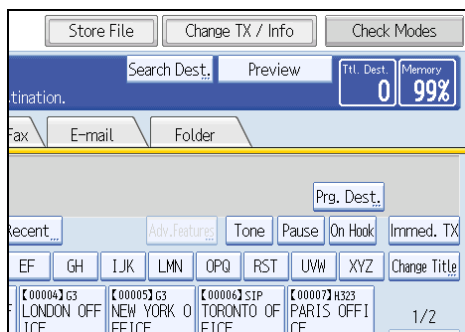 Store File Change TX / Info Check Modes
Search Dest. Preview Ttl. Dest. Memory
tination. 0 99%
Fax E-mail Folder
Prg. Dest.
Recent Adv.Features Tone Pause On Hook Immed. TX
EF GH IJK LMN OPQ RST UVW XYZ Change Title
【00004】G3 【00005】G3 【00006】SIP 【00007】H323
LONDON OFF NEW YORK O TORONTO OF PARIS OFFI 1/2
ICE FFICE FICE CE